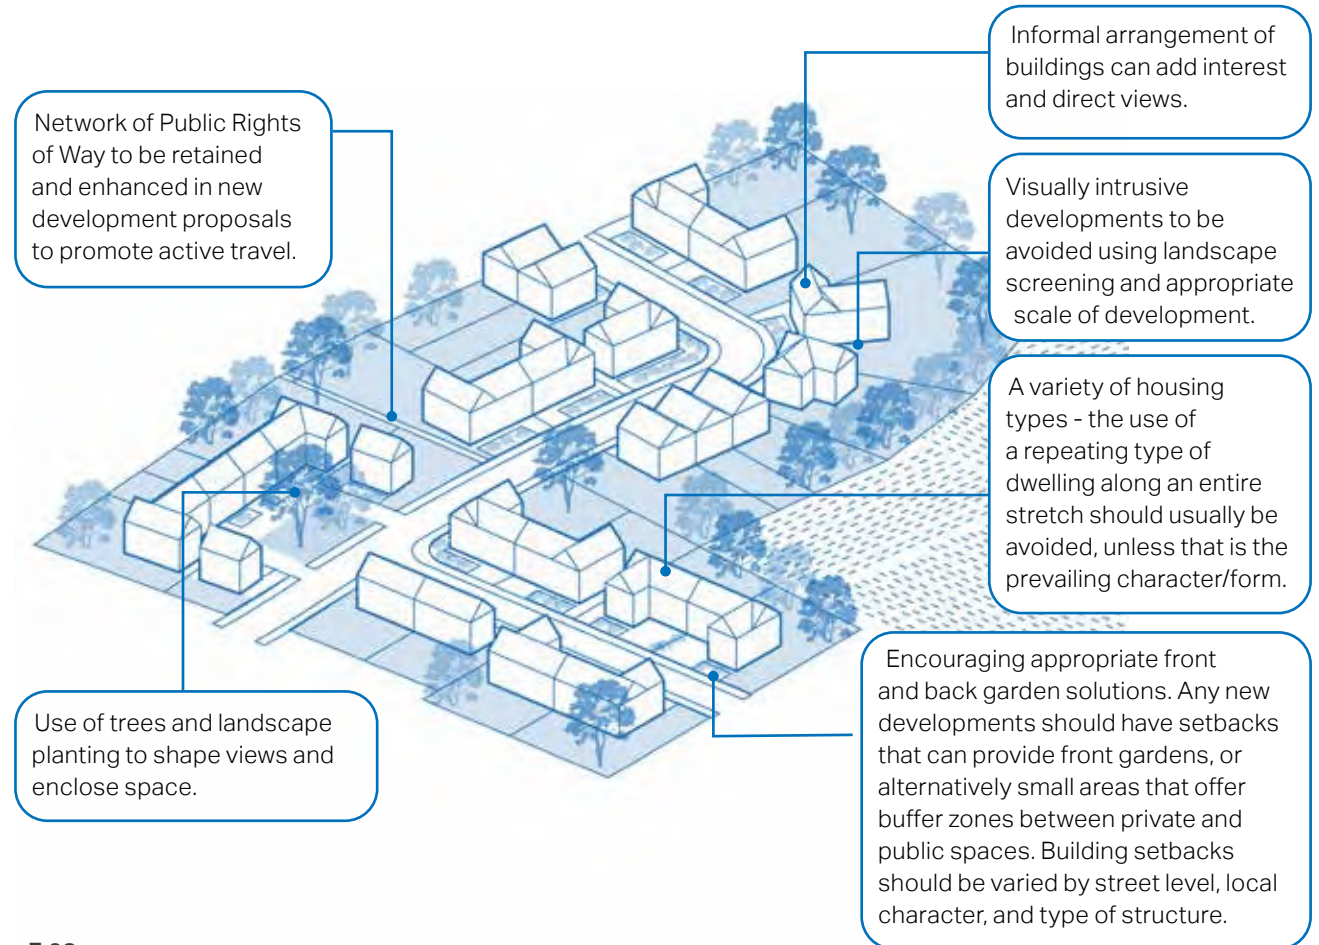 Informal arrangement of
buildings can add interest
and direct views.
Network of Public Rights
of Way to be retained
and enhanced in new
development proposals
to promote active travel.
Visually intrusive
developments to be
avoided using landscape
screening and appropriate
scale of development.
A variety of housing
types - the use of
a repeating type of
dwelling along an entire
stretch should usually be
avoided, unless that is the
prevailing character/form.
Use of trees and landscape
planting to shape views and
enclose space.
Encouraging appropriate front
and back garden solutions. Any new
developments should have setbacks
that can provide front gardens, or
alternatively small areas that offer
buffer zones between private and
public spaces. Building setbacks
should be varied by street level, local
character, and type of structure.